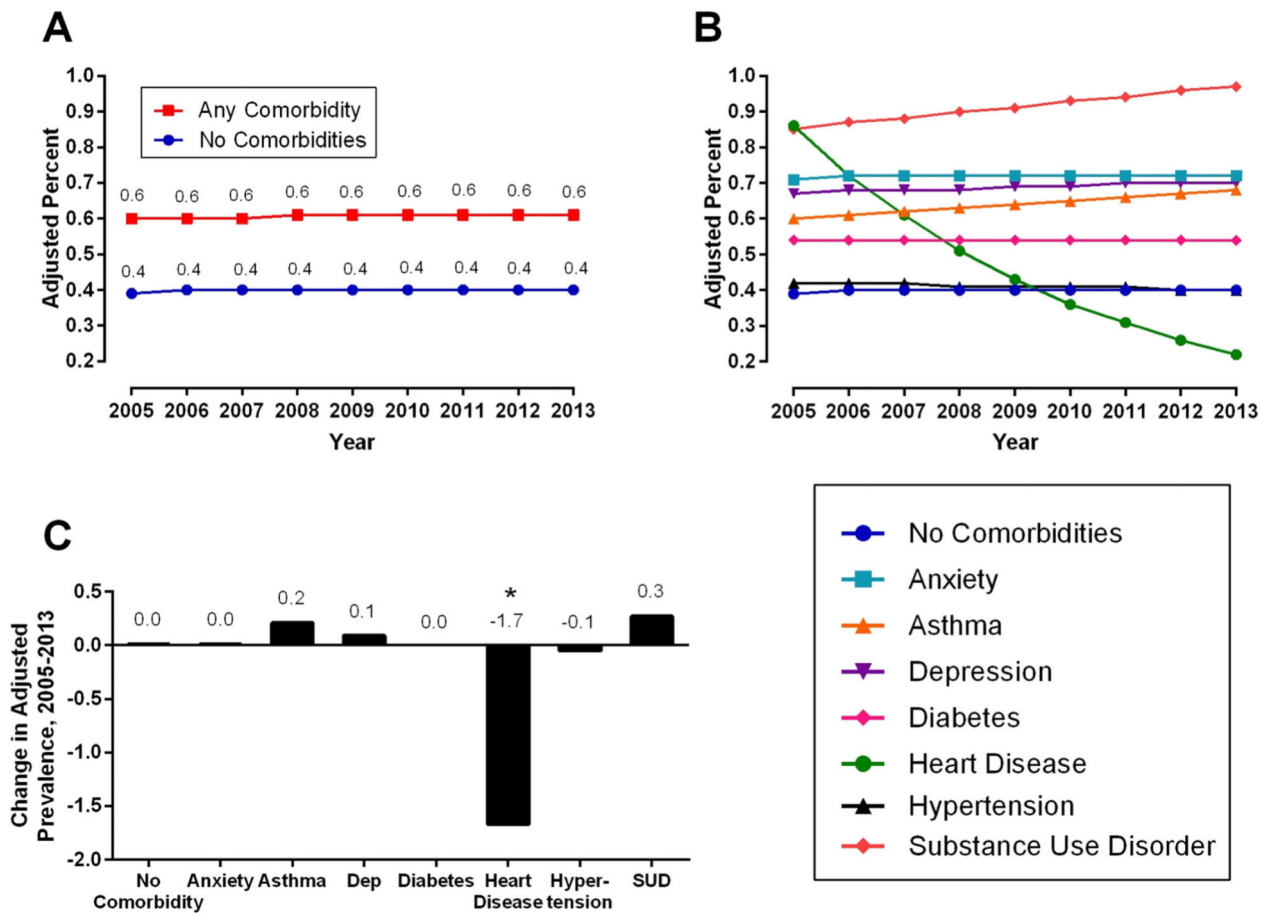 A
Adjusted Percent
1.0
0.9
0.8
0.7
0.6
0.5
0.4
0.3
0.2
Any Comorbidity
No Comorbidities
0.6 0.6 0.6 0.6 0.6 0.6 0.6 0.6 0.6
0.4 0.4 0.4 0.4 0.4 0.4 0.4 0.4 0.4
2005 2006 2007 2008 2009 2010 2011 2012 2013
Year
B
Adjusted Percent
1.0
0.9
0.8
0.7
0.6
0.5
0.4
0.3
0.2
2005 2006 2007 2008 2009 2010 2011 2012 2013
Year
C
Change in Adjusted
Prevalence, 2005-2013
0.5
0.0
-0.5
-1.0
-1.5
-2.0
0.0 0.0 0.2 0.1 0.0 -1.7 -0.1 0.3
*
No Anxiety Asthma Dep Diabetes Heart Hyper- SUD
Comorbidity Disease tension
No Comorbidities
Anxiety
Asthma
Depression
Diabetes
Heart Disease
Hypertension
Substance Use Disorder